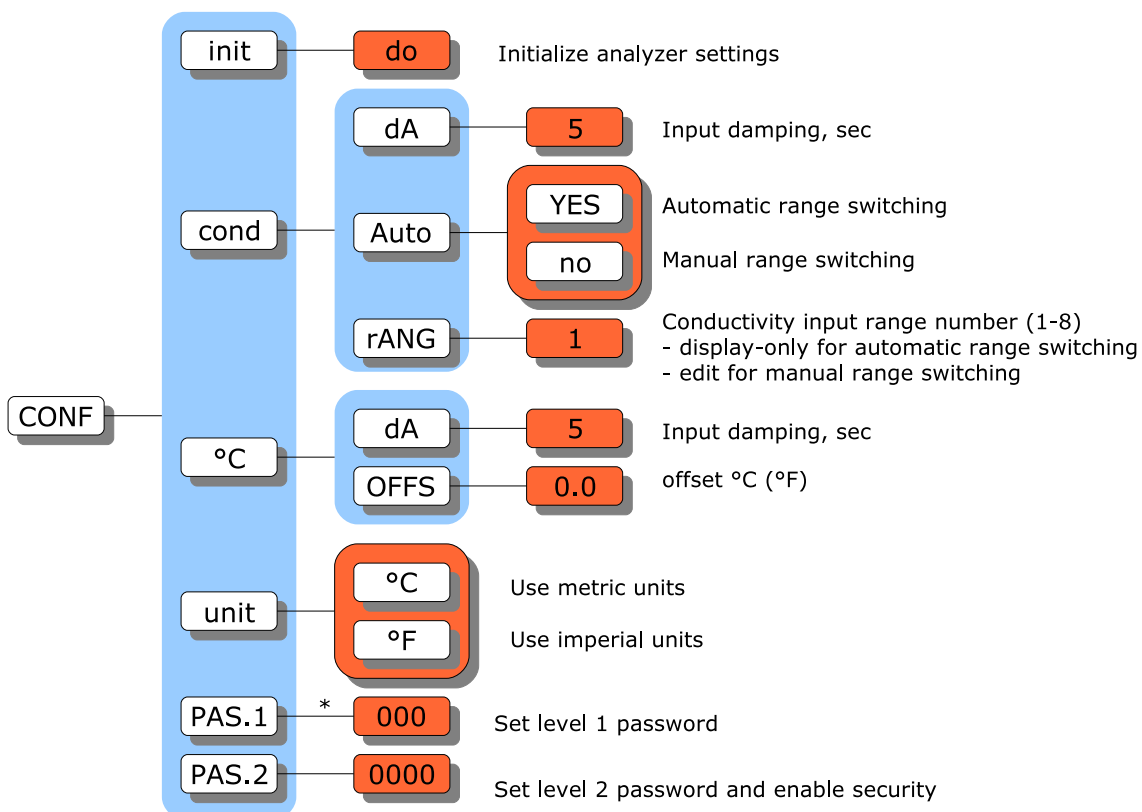 init
do
Initialize analyzer settings
dA
5
Input damping, sec
cond
Auto
YES
Automatic range switching
no
Manual range switching
rANG
1
Conductivity input range number (1-8)
- display-only for automatic range switching
- edit for manual range switching
CONF
°C
dA
5
Input damping, sec
OFFS
0.0
offset °C (°F)
unit
°C
Use metric units
°F
Use imperial units
PAS.1
*
000
Set level 1 password
PAS.2
0000
Set level 2 password and enable security